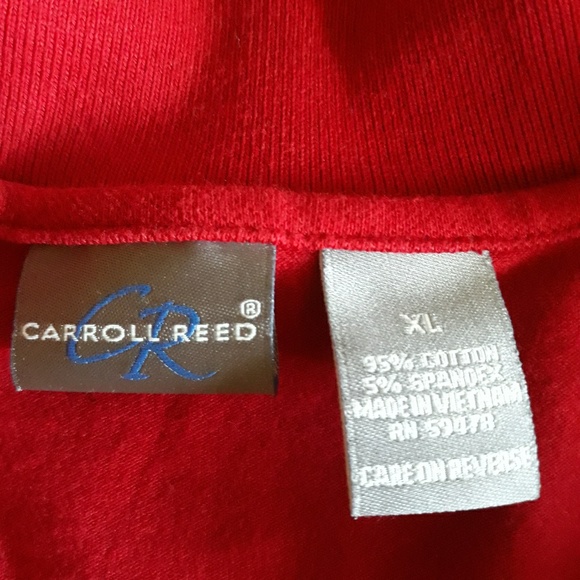 CR
CARROLL REED®
XL
95% COTTON
5% SPANDEX
MADE IN VIETNAM
RN 59478
CARE ON REVERSE